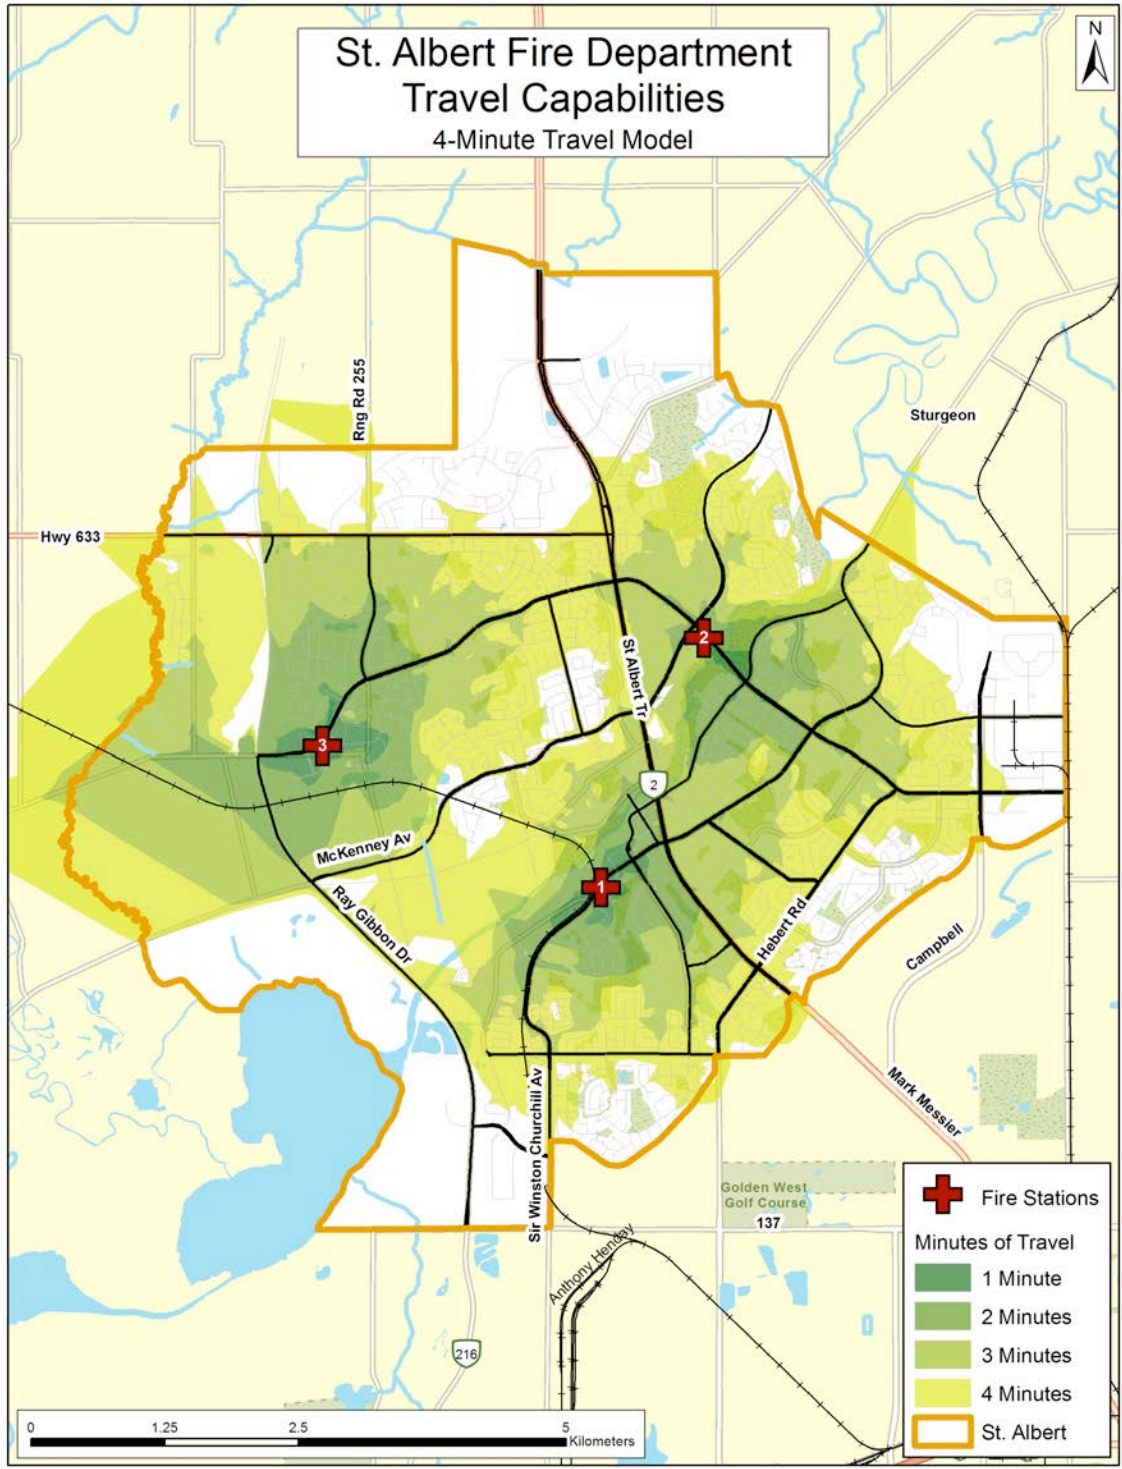 St. Albert Fire Department
Travel Capabilities
4-Minute Travel Model
N
Rng Rd 255
Sturgeon
Hwy 633
2
St Albert Tr
3
2
McKenney Av
1
Ray Gibbon Dr
Hebert Rd
Campbell
Sir Winston Churchill Av
Mark Messier
Golden West
Golf Course
137
Anthony Henday
216
Fire Stations
Minutes of Travel
1 Minute
2 Minutes
3 Minutes
4 Minutes
St. Albert
0 1.25 2.5 5
Kilometers